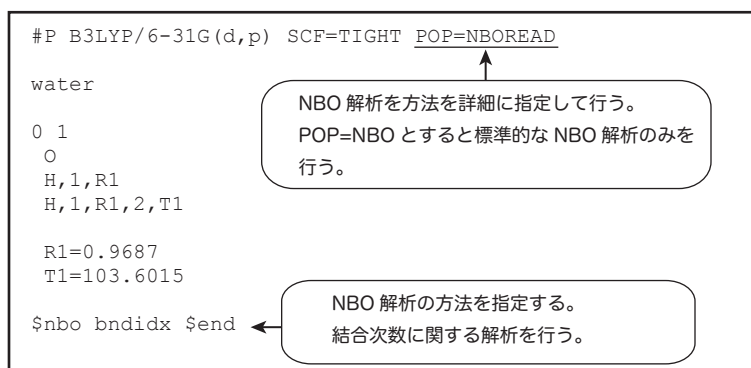 #P B3LYP/6-31G(d,p) SCF=TIGHT POP=NBOREAD
water
NBO 解析を方法を詳細に指定して行う。
POP=NBO とすると標準的な NBO 解析のみを
行う。
0 1
O
H,1,R1
H,1,R1,2,T1
R1=0.9687
T1=103.6015
$nbo bndidx $end
NBO 解析の方法を指定する。
結合次数に関する解析を行う。